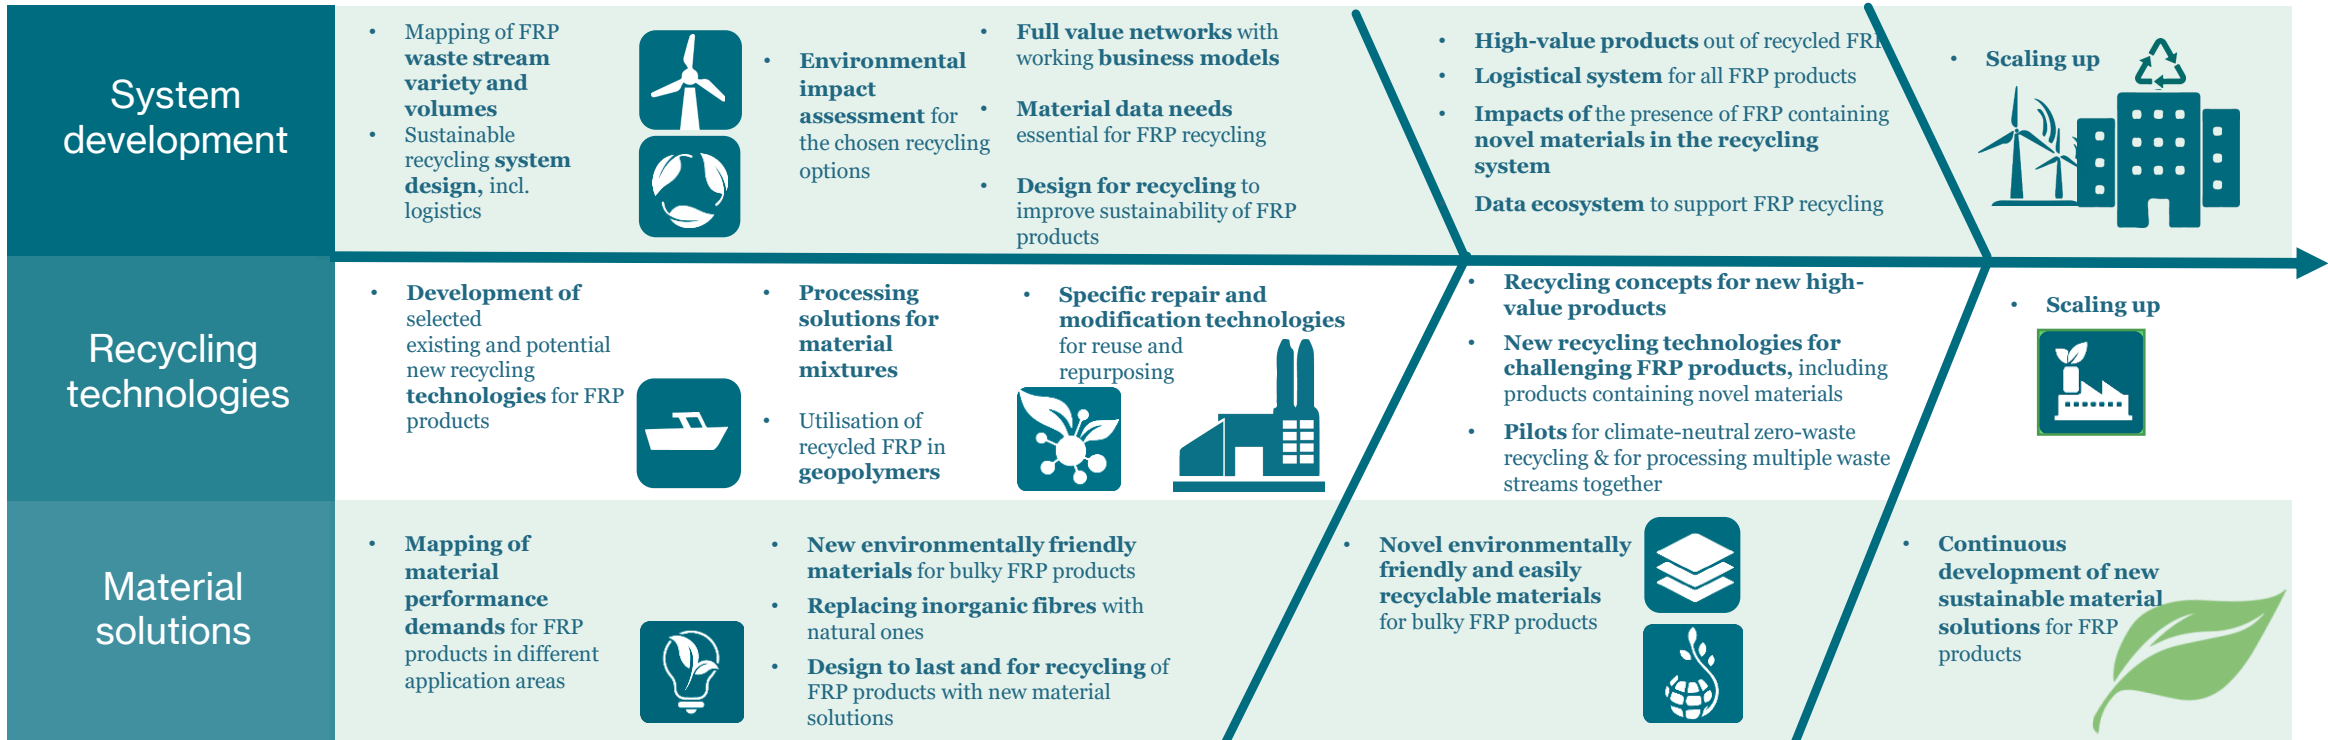 System
development
Mapping of FRP
waste stream
variety and
volumes
Sustainable
recycling system
design, incl.
logistics
Environmental
impact
assessment for
the chosen recycling
options
Full value networks with
working business models
Material data needs
essential for FRP recycling
Design for recycling to
improve sustainability of FRP
products
High-value products out of recycled FRP
Logistical system for all FRP products
Impacts of the presence of FRP containing
novel materials in the recycling
system
Data ecosystem to support FRP recycling
Scaling up
Recycling
technologies
Development of
selected
existing and potential
new recycling
technologies for FRP
products
Processing
solutions for
material
mixtures
Utilisation of
recycled FRP in
geopolymers
Specific repair and
modification technologies
for reuse and
repurposing
Recycling concepts for new high-
value products
New recycling technologies for
challenging FRP products, including
products containing novel materials
Pilots for climate-neutral zero-waste
recycling & for processing multiple waste
streams together
Scaling up
Material
solutions
Mapping of
material
performance
demands for FRP
products in different
application areas
New environmentally friendly
materials for bulky FRP products
Replacing inorganic fibres with
natural ones
Design to last and for recycling of
FRP products with new material
solutions
Novel environmentally
friendly and easily
recyclable materials
for bulky FRP products
Continuous
development of new
sustainable material
solutions for FRP
products